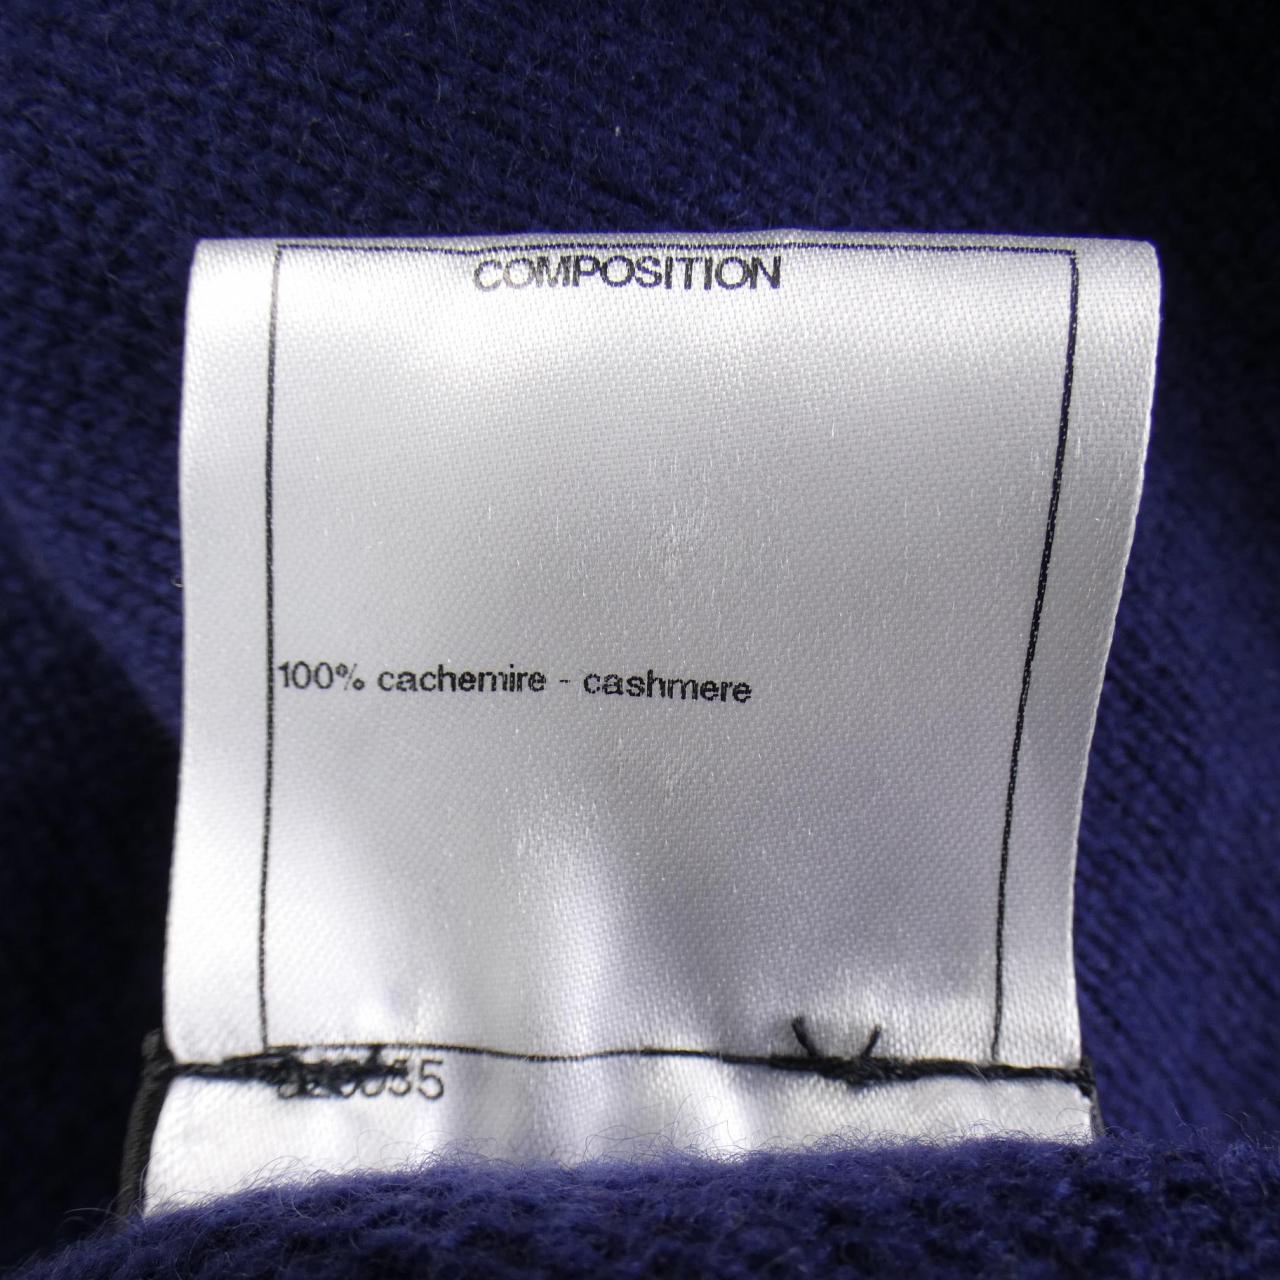 COMPOSITION
100% cachemire - cashmere